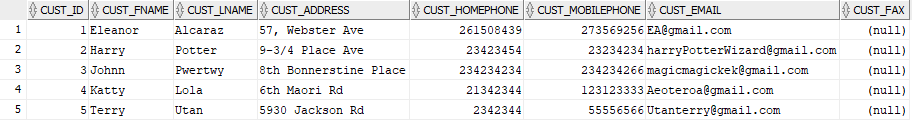 CUST_ID CUST_FNAME CUST_LNAME CUST_ADDRESS CUST_HOMEPHONE CUST_MOBILEPHONE CUST_EMAIL CUST_FAX
1 1 Eleanor Alcaraz 57, Webster Ave 261508439 273569256 EA@gmail.com (null)
2 2 Harry Potter 9-3/4 Place Ave 23423454 23234234 harryPotterWizard@gmail.com (null)
3 3 Johnn Pwertwy 8th Bonnerstine Place 234234234 234234266 magicmagickek@gmail.com (null)
4 4 Katty Lola 6th Maori Rd 21342344 123123333 Aeoteroa@gmail.com (null)
5 5 Terry Utan 5930 Jackson Rd 2342344 55556566 Utanterry@gmail.com (null)